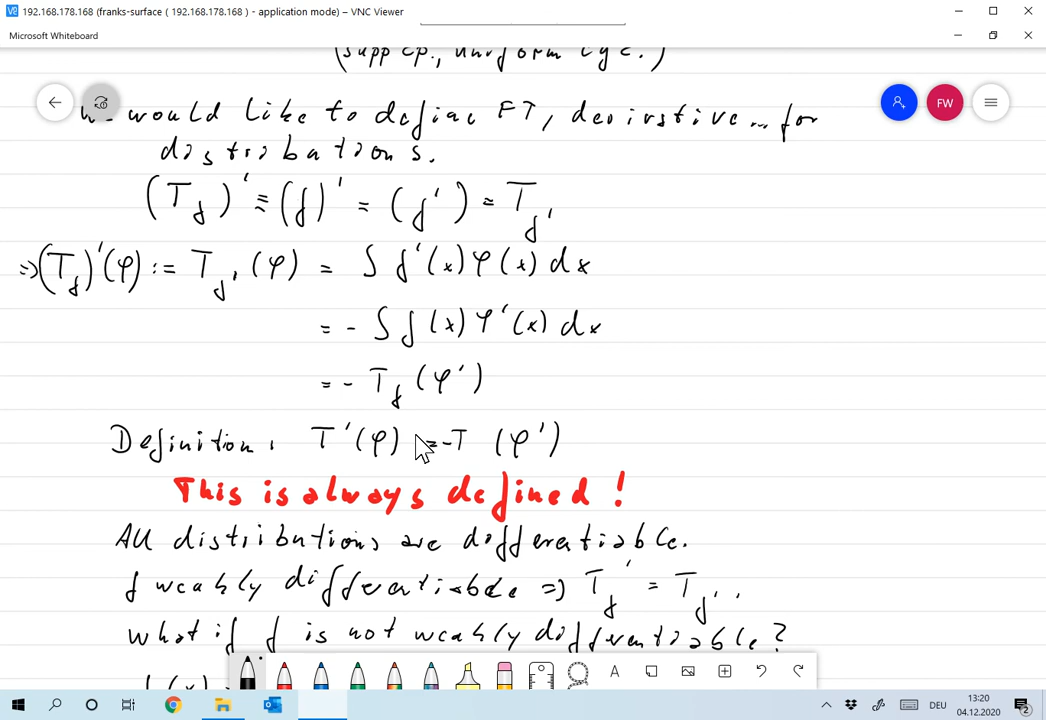 192.168.178.168 (franks-surface ( 192.168.178.168 ) - application mode) – VNC Viewer
Microsoft Whiteboard
(supp cp., uniform cgc.)
would like to define FT, derivative... for
distributions.
(T_f)' = (f)' = (f') = T_f'
=> (T_f)'(φ) := T_f' (φ) = ∫ f'(x) φ(x) dx
= - ∫ f(x) φ'(x) dx
= - T_f (φ')
Definition: T'(φ) = -T (φ')
This is always defined!
All distributions are differentiable.
f weakly differentiable => T_f' = T_f'.
What if f is not weakly differentiable?
FW
DEU
13:20
04.12.2020
2